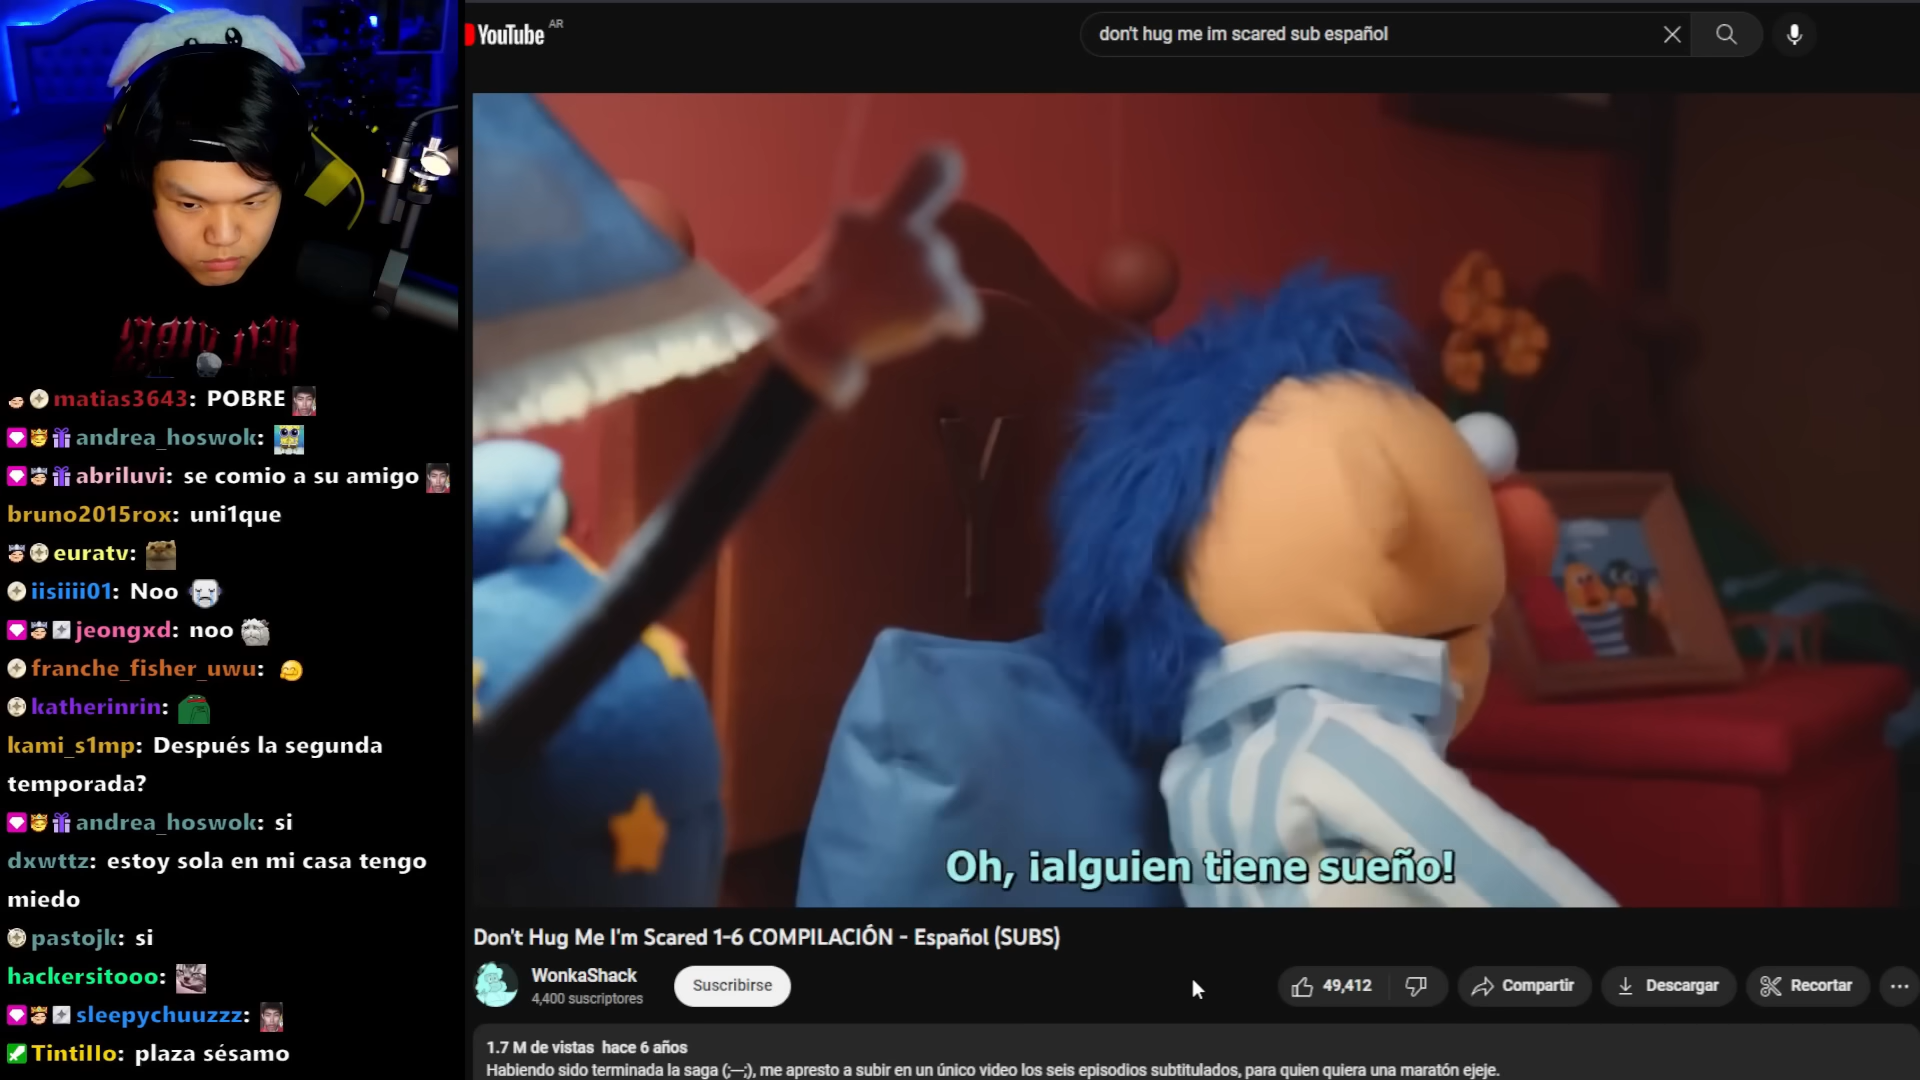 YouTube AR
don't hug me im scared sub español
matias3643: POBRE
andrea_hoswok:
abriluvi: se comio a su amigo
bruno2015rox: uni1que
euratv:
iisiiii01: Noo
jeongxd: noo
franche_fisher_uwu:
katherinrin:
kami_s1mp: Después la segunda
temporada?
andrea_hoswok: si
dxwttz: estoy sola en mi casa tengo
miedo
pastojk: si
hackersitooo:
sleepychuuzzz:
Tintillo: plaza sésamo
Oh, ¡alguien tiene sueño!
Don't Hug Me I'm Scared 1-6 COMPILACIÓN - Español (SUBS)
WonkaShack
4,400 suscriptores
Suscribirse
49,412
Compartir
Descargar
Recortar
1.7 M de vistas hace 6 años
Habiendo sido terminada la saga (;—;), me apresto a subir en un único video los seis episodios subtitulados, para quien quiera una maratón ejeje.